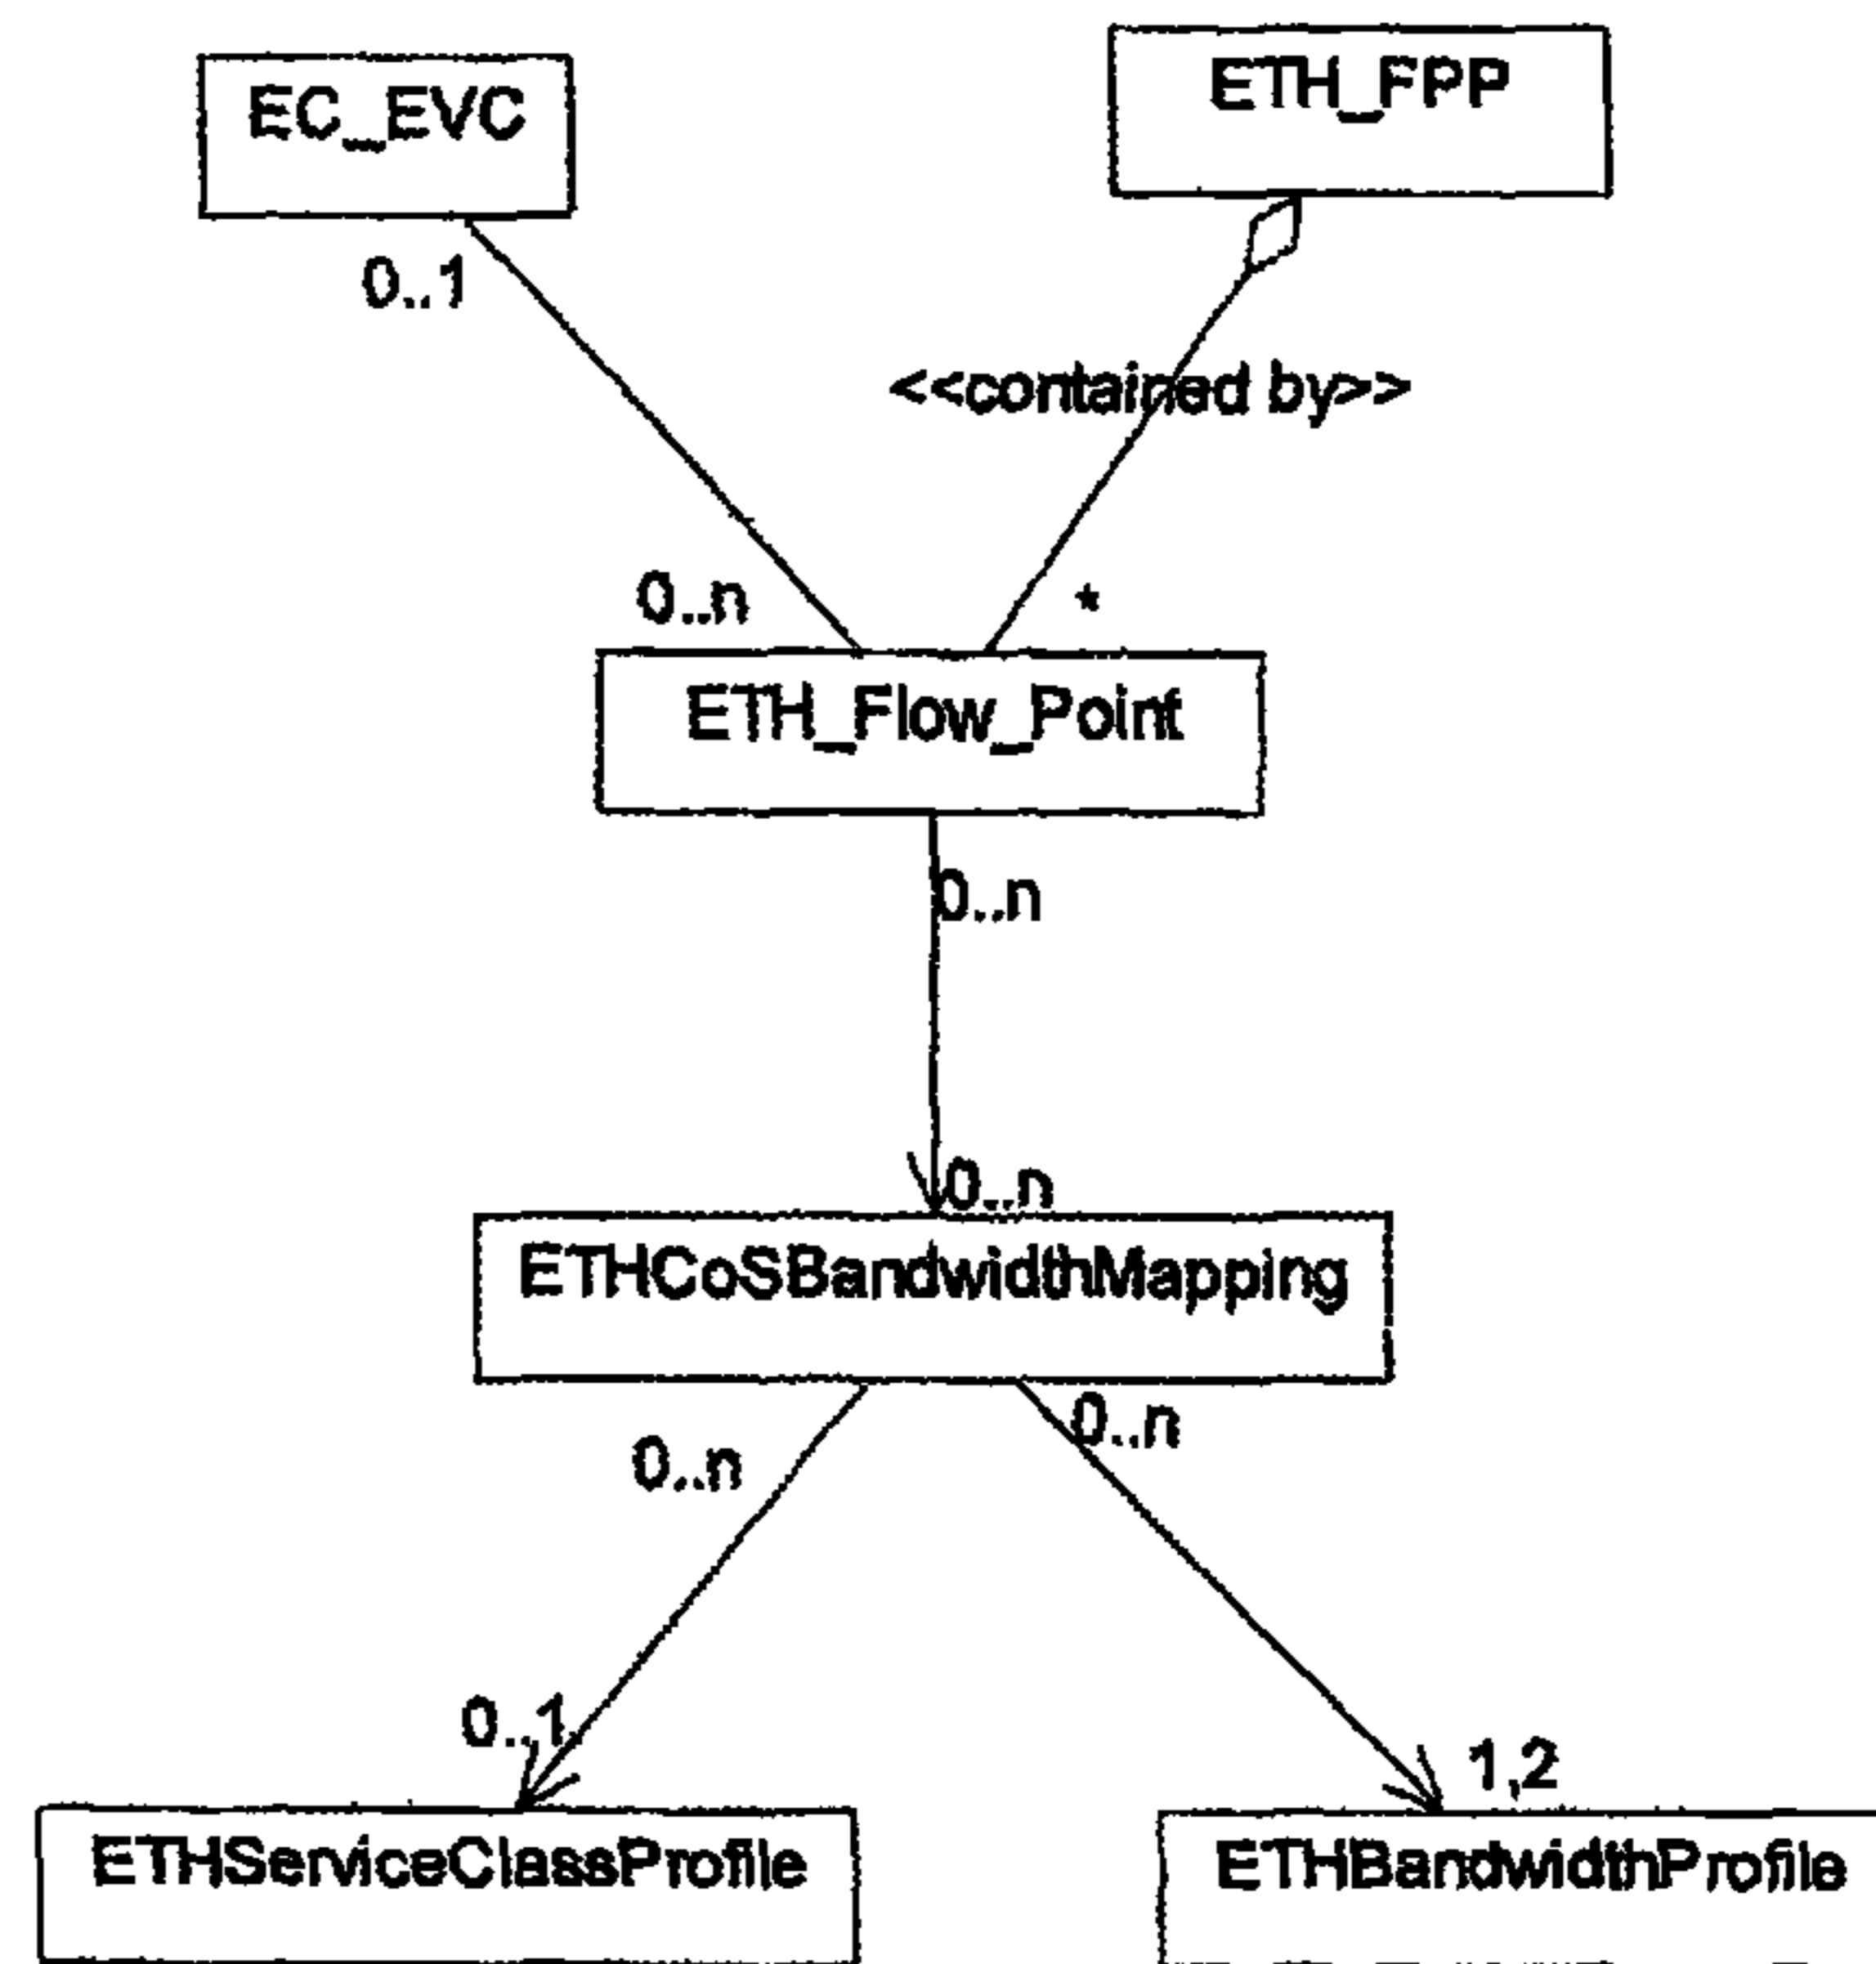 EC_EVC
ETH_FPP
0..1
<<contained by>>
0..n
*
ETH_Flow_Point
0..n
0..n
ETHCoSBandwidthMapping
0..n
0..n
0..1
1,2
ETHServiceClassProfile
ETHBandwidthProfile